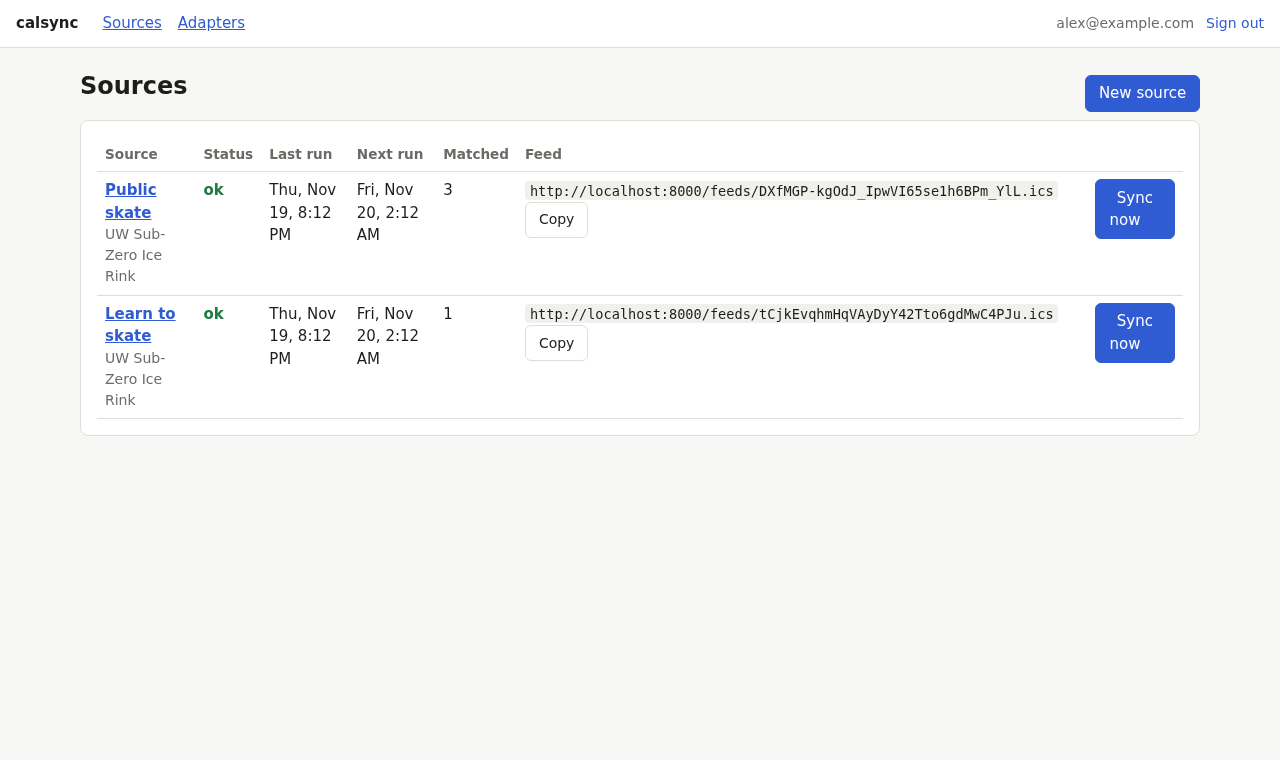 calsync Sources Adapters alex@example.com Sign out
Sources
New source
Source Status Last run Next run Matched Feed
Public skate
UW Sub-Zero Ice Rink
ok
Thu, Nov 19, 8:12 PM
Fri, Nov 20, 2:12 AM
3
http://localhost:8000/feeds/DXfMGP-kgOdJ_IpwVI65se1h6BPm_YlL.ics
Copy
Sync now
Learn to skate
UW Sub-Zero Ice Rink
ok
Thu, Nov 19, 8:12 PM
Fri, Nov 20, 2:12 AM
1
http://localhost:8000/feeds/tCjkEvqhmHqVAyDyY42Tto6gdMwC4PJu.ics
Copy
Sync now